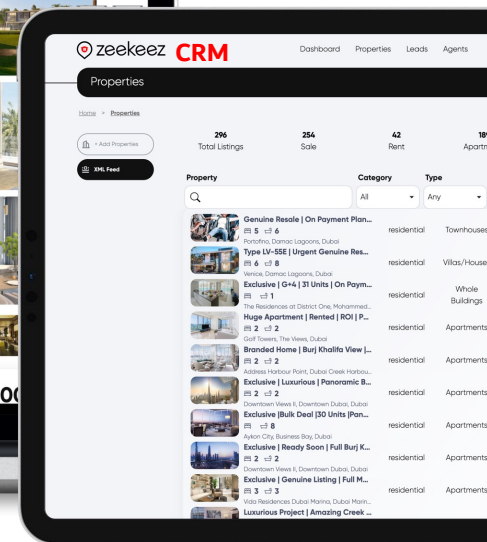 zeekeez CRM
Dashboard Properties Leads Agents
Properties
Home > Properties
+ Add Properties
XML Feed
296 254 42
Total Listings Sale Rent
Property Category Type
All Any
Genuine Resale | On Payment Plan...
5 6
residential Townhouses
Portofino, Damac Lagoons, Dubai
Type LV-55E | Urgent Genuine Res...
6 8
residential Villas/House
Venice, Damac Lagoons, Dubai
Exclusive | G+4 | 31 Units | On Paym...
1
residential Whole Buildings
The Residences at District One, Mohammed...
Huge Apartment | Rented | ROI | P...
2 2
residential Apartments
Golf Towers, The Views, Dubai
Branded Home | Burj Khalifa View |...
2 2
residential Apartments
Address Harbour Point, Dubai Creek Harbou...
Exclusive | Luxurious | Panoramic B...
2 2
residential Apartments
Downtown Views II, Downtown Dubai, Dubai
Exclusive |Bulk Deal |30 Units |Pan...
8
residential Apartments
Aykon City, Business Bay, Dubai
Exclusive | Ready Soon | Full Burj K...
2 2
residential Apartments
Downtown Views II, Downtown Dubai, Dubai
Exclusive | Genuine Listing | Full M...
3 3
residential Apartments
Vida Residences Dubai Marina, Dubai Marin...
Luxurious Project | Amazing Creek ...